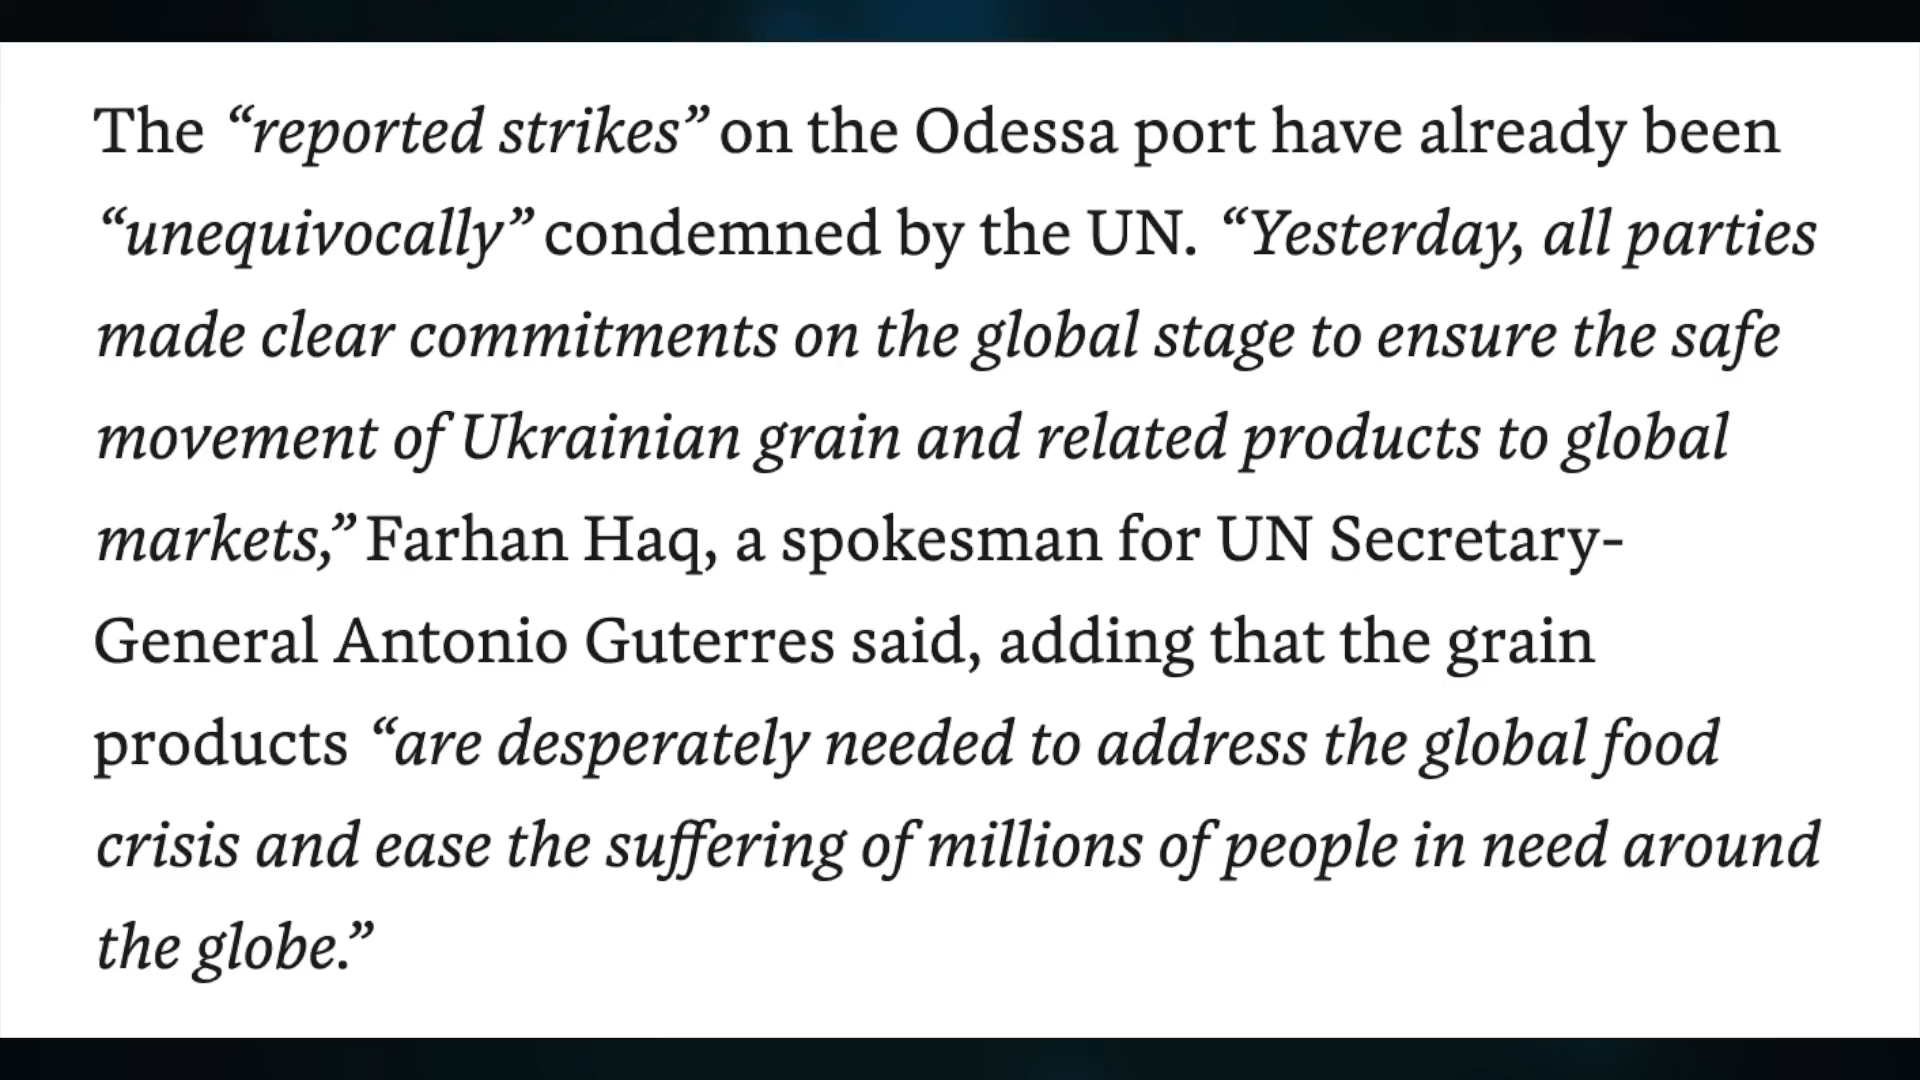 The “reported strikes” on the Odessa port have already been
“unequivocally” condemned by the UN. “Yesterday, all parties
made clear commitments on the global stage to ensure the safe
movement of Ukrainian grain and related products to global
markets,” Farhan Haq, a spokesman for UN Secretary-
General Antonio Guterres said, adding that the grain
products “are desperately needed to address the global food
crisis and ease the suffering of millions of people in need around
the globe.”